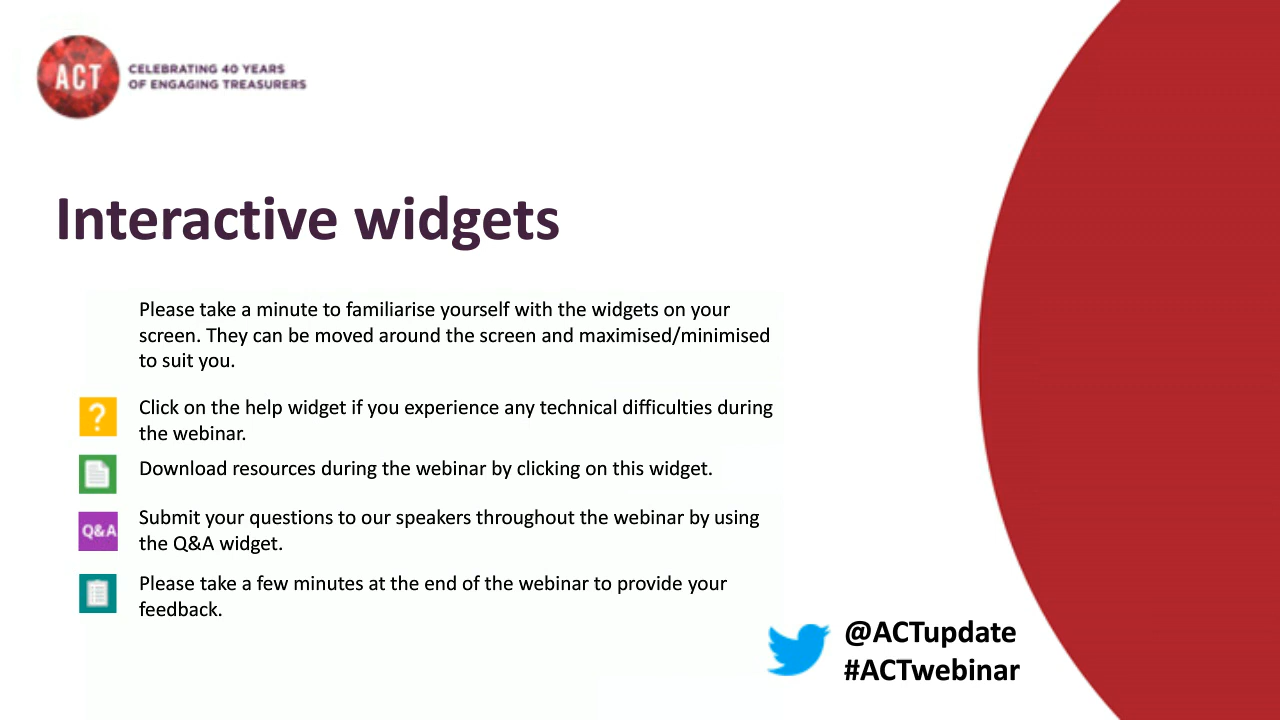 ACT
CELEBRATING 40 YEARS
OF ENGAGING TREASURERS
Interactive widgets
Please take a minute to familiarise yourself with the widgets on your
screen. They can be moved around the screen and maximised/minimised
to suit you.
?
Click on the help widget if you experience any technical difficulties during
the webinar.
Download resources during the webinar by clicking on this widget.
Q&A
Submit your questions to our speakers throughout the webinar by using
the Q&A widget.
Please take a few minutes at the end of the webinar to provide your
feedback.
@ACTupdate
#ACTwebinar